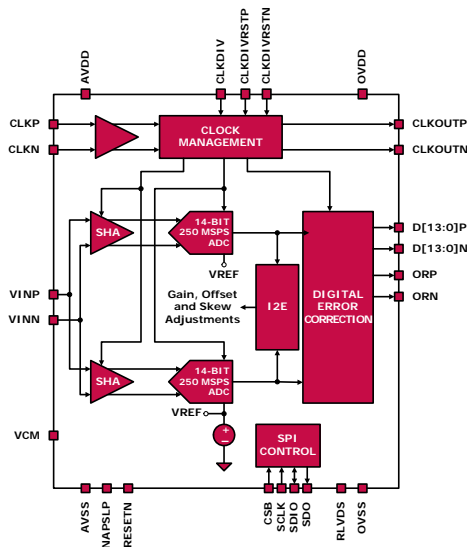 AVDD
CLKDIV
CLKDIVRSTP
CLKDIVRSTN
OVDD
CLKP
CLKN
CLOCK
MANAGEMENT
CLKOUTP
CLKOUTN
SHA
14-BIT
250 MSPS
ADC
VREF
D[13:0]P
D[13:0]N
ORP
ORN
VINP
VINN
Gain, Offset
and Skew
Adjustments
I2E
DIGITAL
ERROR
CORRECTION
SHA
14-BIT
250 MSPS
ADC
VREF
+
–
VCM
SPI
CONTROL
AVSS
NAPSLP
RESETN
CSB
SCLK
SDIO
SDO
RLVDS
OVSS